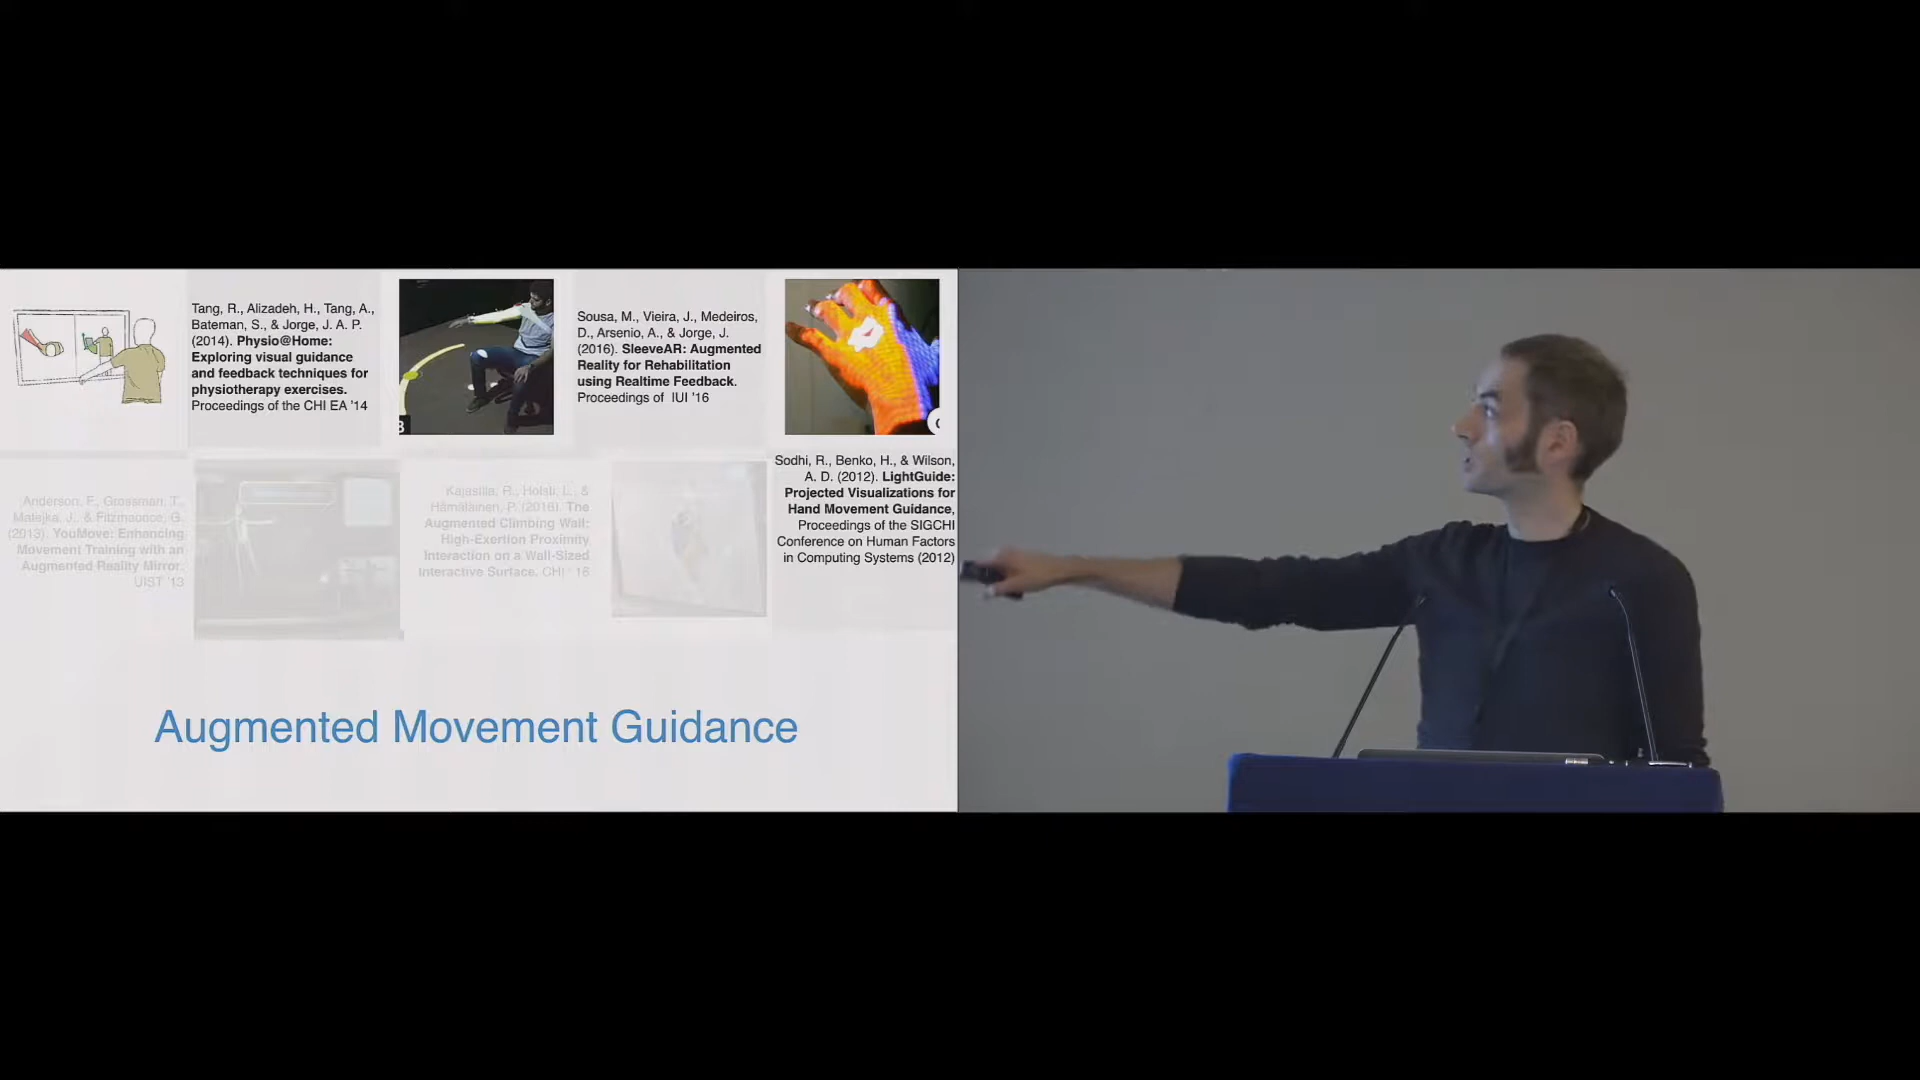 Tang, R., Alizadeh, H., Tang, A.,
Bateman, S., & Jorge, J. A. P.
(2014). Physio@Home:
Exploring visual guidance
and feedback techniques for
physiotherapy exercises.
Proceedings of the CHI EA '14
B
Sousa, M., Vieira, J., Medeiros,
D., Arsenio, A., & Jorge, J.
(2016). SleeveAR: Augmented
Reality for Rehabilitation
using Realtime Feedback.
Proceedings of IUI '16
Sodhi, R., Benko, H., & Wilson,
A. D. (2012). LightGuide:
Projected Visualizations for
Hand Movement Guidance,
Proceedings of the SIGCHI
Conference on Human Factors
in Computing Systems (2012)
Anderson, F., Grossman, T.,
Matejka, J., & Fitzmaurice, G.
(2013). YouMove: Enhancing
Movement Training with an
Augmented Reality Mirror.
UIST '13
Kajastila, R., Holsti, L., &
Hämäläinen, P. (2016). The
Augmented Climbing Wall:
High-Exertion Proximity
Interaction on a Wall-Sized
Interactive Surface. CHI '16
Augmented Movement Guidance